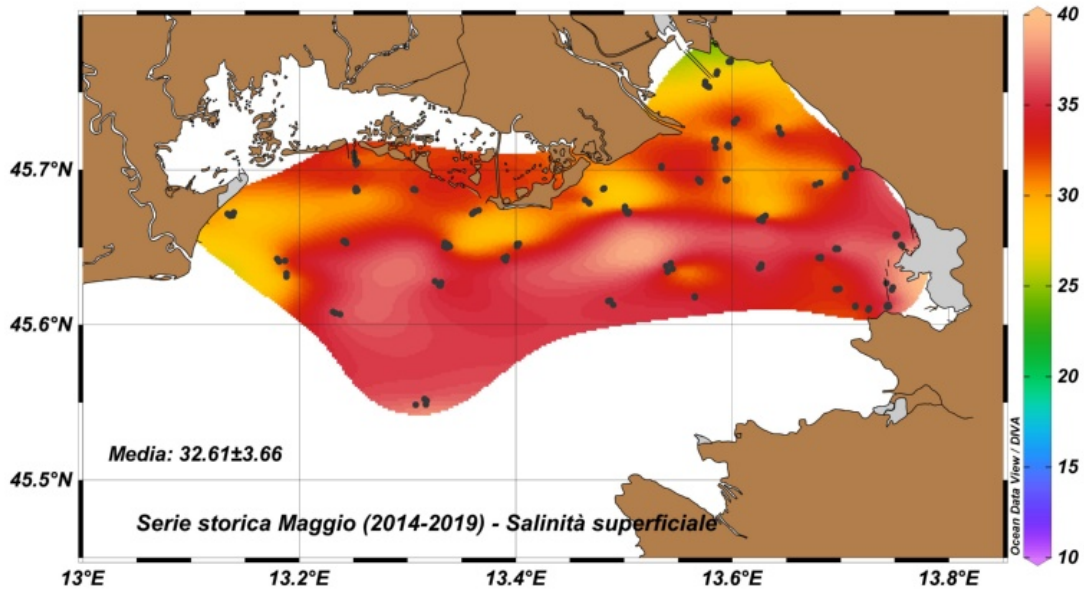 40
35
30
25
20
15
10
45.7°N
45.6°N
45.5°N
Media: 32.61±3.66
Serie storica Maggio (2014-2019) - Salinità superficiale
Ocean Data View / DIVA
13°E
13.2°E
13.4°E
13.6°E
13.8°E